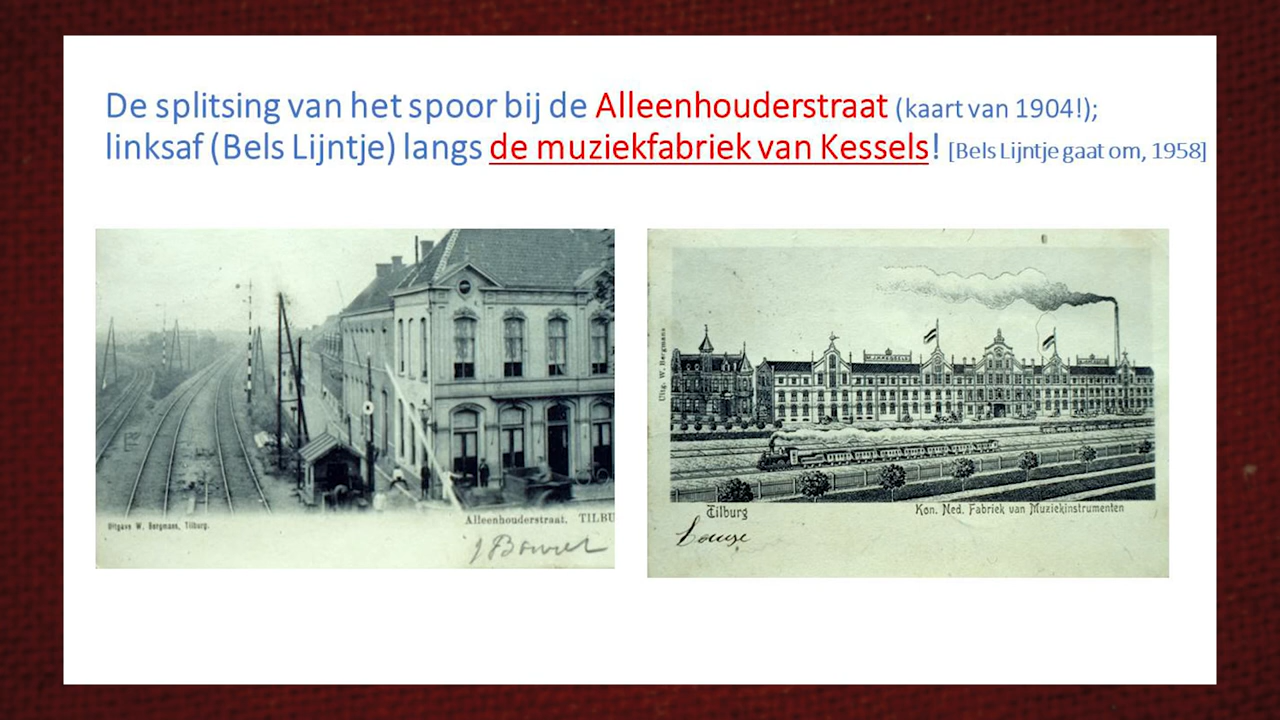 De splitsing van het spoor bij de Alleenhouderstraat (kaart van 1904!);
linksaf (Bels Lijntje) langs de muziekfabriek van Kessels! [Bels Lijntje gaat om, 1958]
Uitgave W. Bergmans, Tilburg.
Alleenhouderstraat. TILBU
Uitg. W. Bergmans
Tilburg
Kon. Ned. Fabriek van Muziekinstrumenten